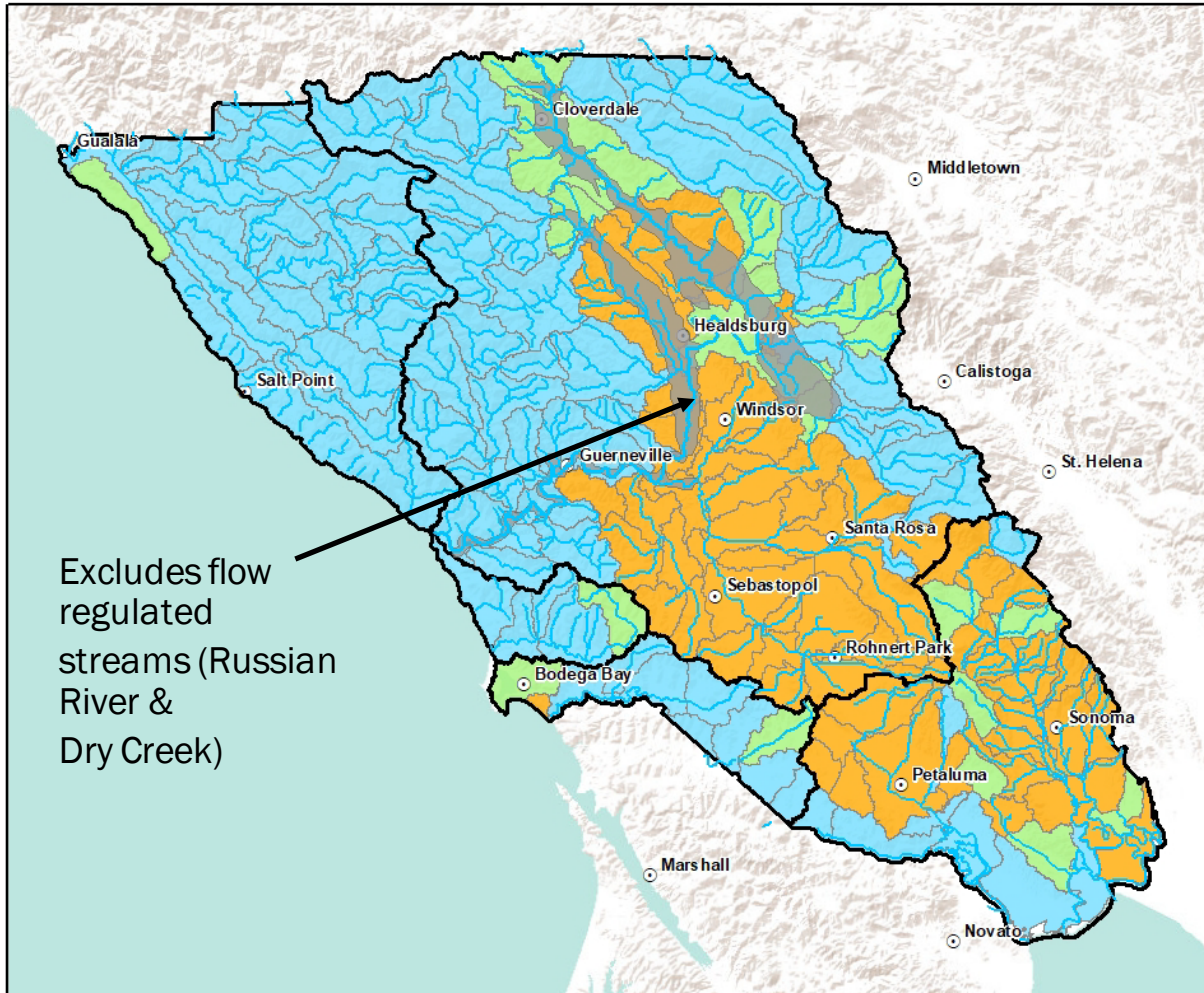 Cloverdale
Gualala
Middletown
Healdsburg
Salt Point
Calistoga
Windsor
Guerneville
St. Helena
Santa Rosa
Excludes flow
regulated
streams (Russian
River &
Dry Creek)
Sebastopol
Rohnert Park
Bodega Bay
Sonoma
Petaluma
Marshall
Novato